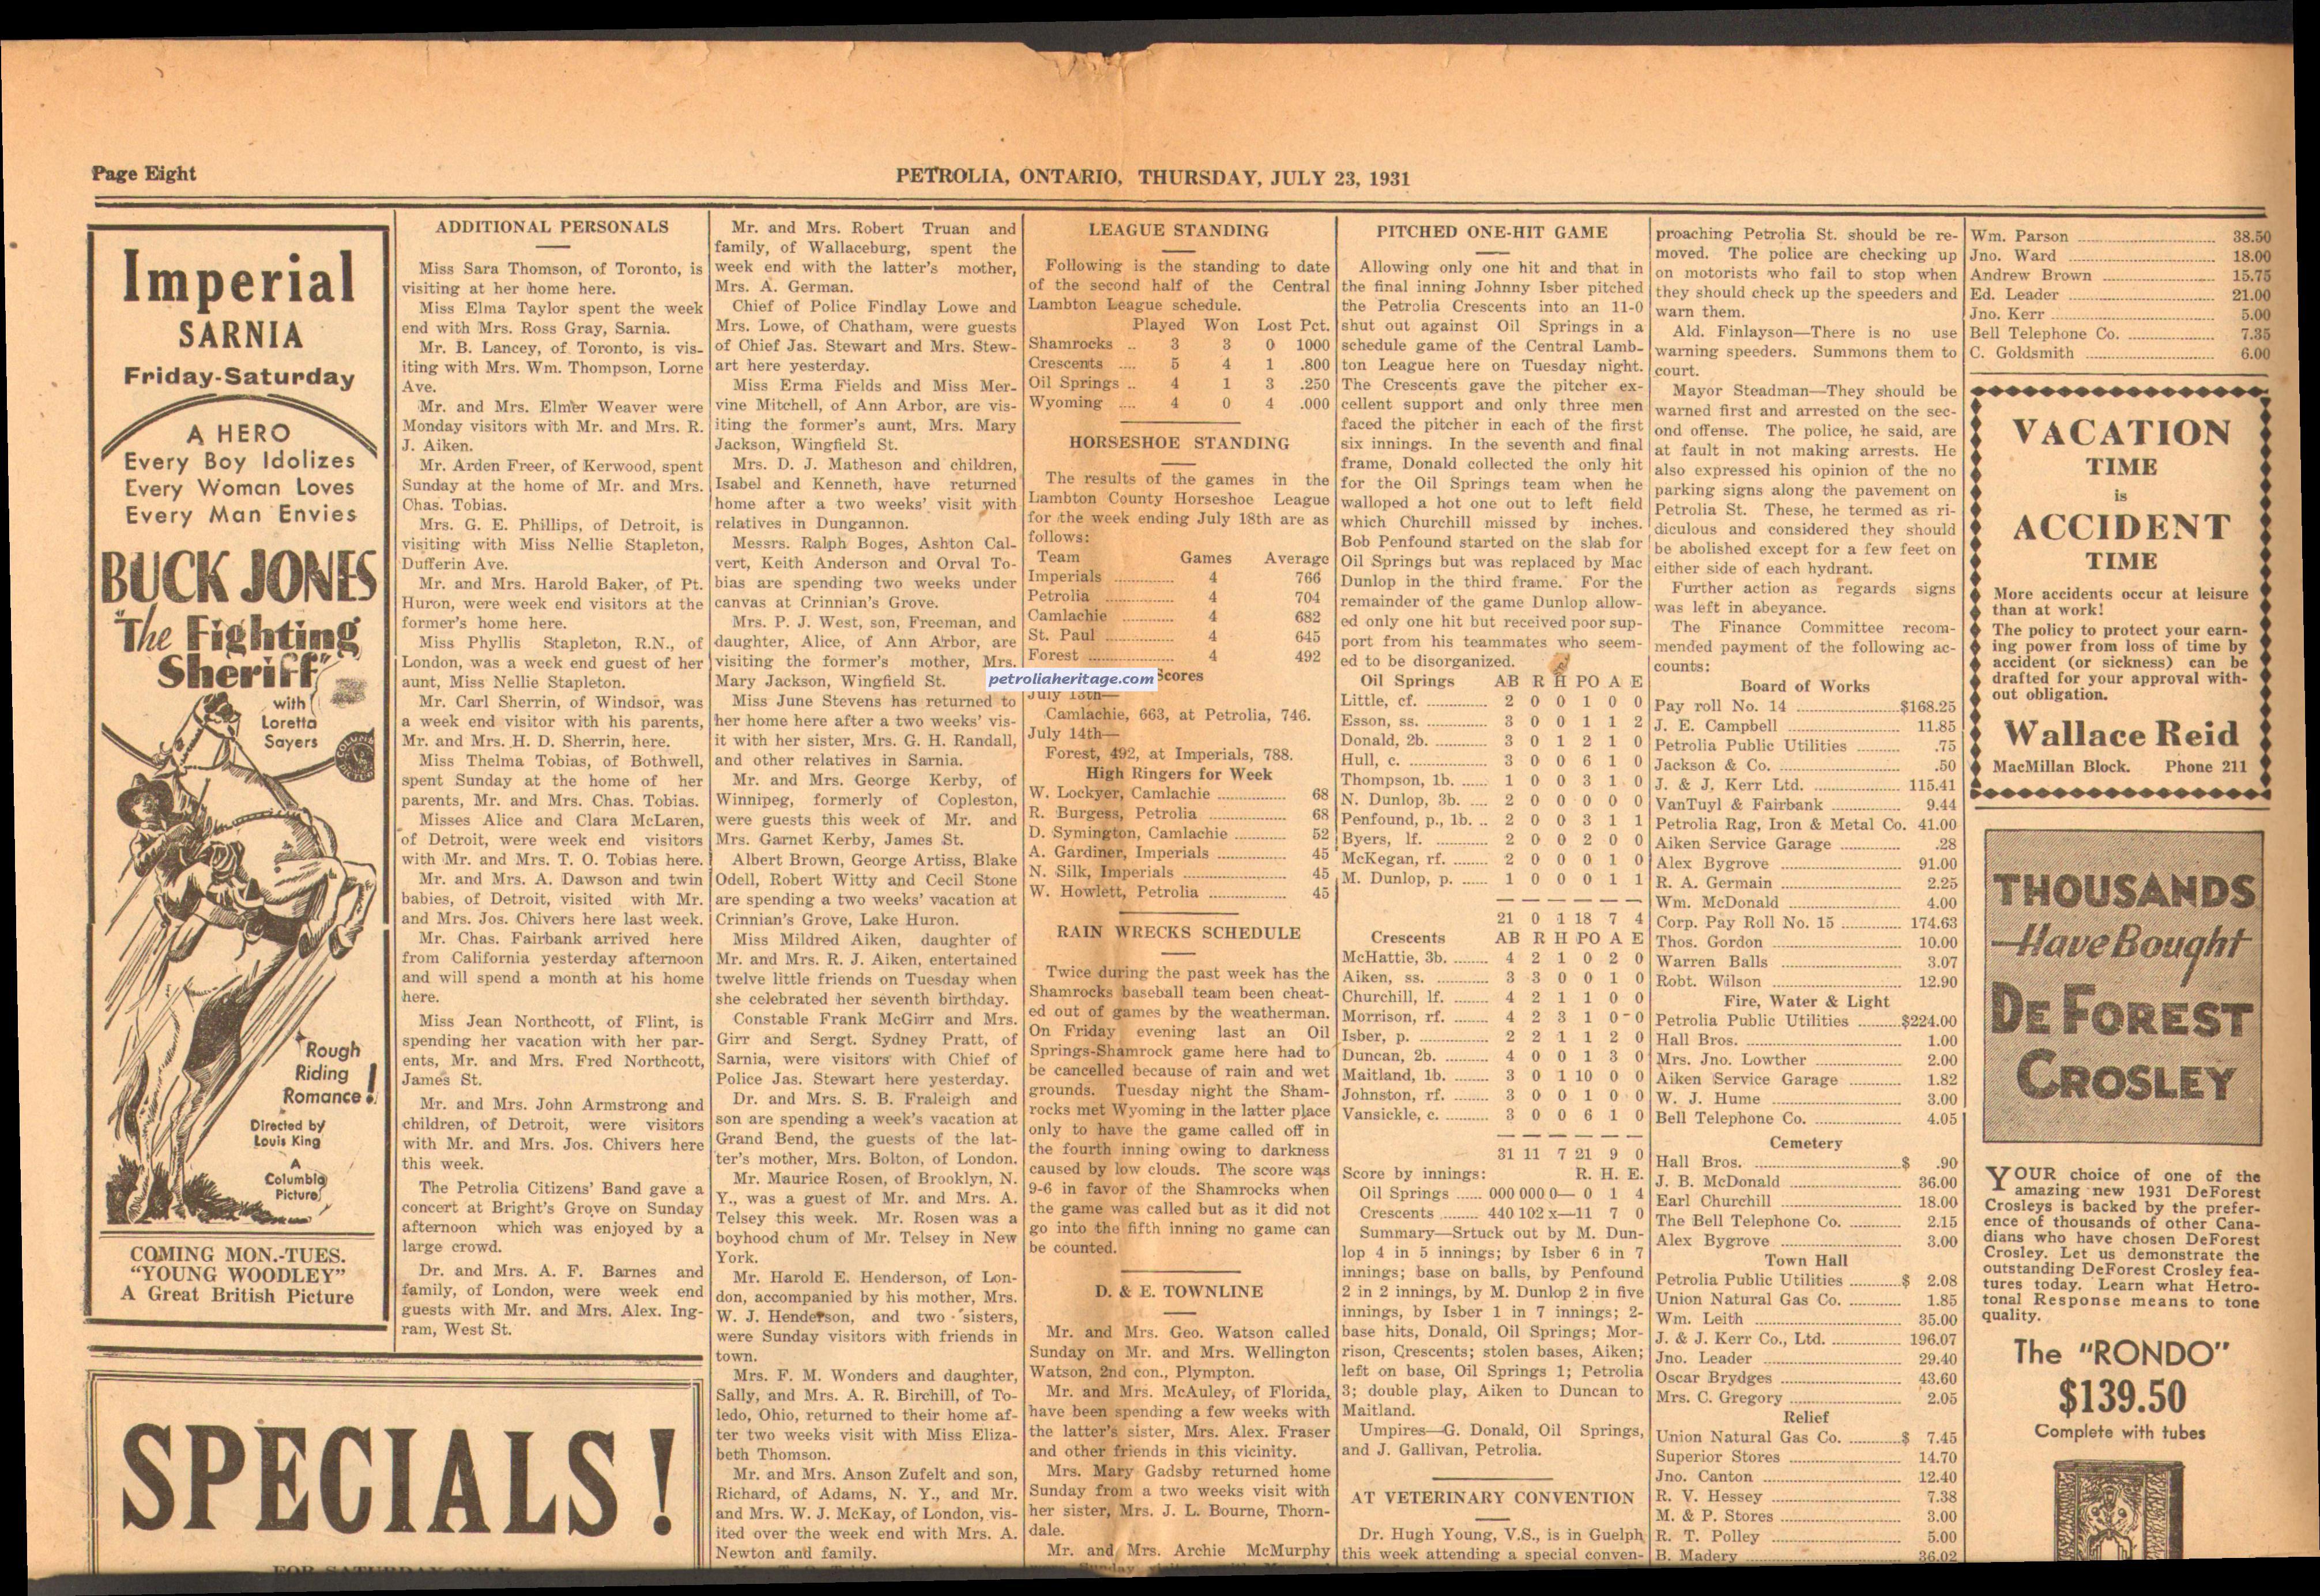 Page Eight
PETROLIA, ONTARIO, THURSDAY, JULY 23, 1931
Imperial
SARNIA
Friday-Saturday
A HERO
Every Boy Idolizes
Every Woman Loves
Every Man Envies
BUCK JONES
"The Fighting
Sheriff"
with
Loretta
Sayers
Rough
Riding
Romance!
Directed by
Louis King
A
Columbia
Picture
COMING MON.-TUES.
"YOUNG WOODLEY"
A Great British Picture
SPECIALS!
FOR SATURDAY ONLY
ADDITIONAL PERSONALS
Miss Sara Thomson, of Toronto, is
visiting at her home here.
Miss Elma Taylor spent the week
end with Mrs. Ross Gray, Sarnia.
Mr. B. Lancey, of Toronto, is vis-
iting with Mrs. Wm. Thompson, Lorne
Ave.
Mr. and Mrs. Elmer Weaver were
Monday visitors with Mr. and Mrs. R.
J. Aiken.
Mr. Arden Freer, of Kerwood, spent
Sunday at the home of Mr. and Mrs.
Chas. Tobias.
Mrs. G. E. Phillips, of Detroit, is
visiting with Miss Nellie Stapleton,
Dufferin Ave.
Mr. and Mrs. Harold Baker, of Pt.
Huron, were week end visitors at the
former's home here.
Miss Phyllis Stapleton, R.N., of
London, was a week end guest of her
aunt, Miss Nellie Stapleton.
Mr. Carl Sherrin, of Windsor, was
a week end visitor with his parents,
Mr. and Mrs. H. D. Sherrin, here.
Miss Thelma Tobias, of Bothwell,
spent Sunday at the home of her
parents, Mr. and Mrs. Chas. Tobias.
Misses Alice and Clara McLaren,
of Detroit, were week end visitors
with Mr. and Mrs. T. O. Tobias here.
Mr. and Mrs. A. Dawson and twin
babies, of Detroit, visited with Mr.
and Mrs. Jos. Chivers here last week.
Mr. Chas. Fairbank arrived here
from California yesterday afternoon
and will spend a month at his home
here.
Miss Jean Northcott, of Flint, is
spending her vacation with her par-
ents, Mr. and Mrs. Fred Northcott,
James St.
Mr. and Mrs. John Armstrong and
children, of Detroit, were visitors
with Mr. and Mrs. Jos. Chivers here
this week.
The Petrolia Citizens' Band gave a
concert at Bright's Grove on Sunday
afternoon which was enjoyed by a
large crowd.
Dr. and Mrs. A. F. Barnes and
family, of London, were week end
guests with Mr. and Mrs. Alex. Ing-
ram, West St.
Mr. and Mrs. Robert Truan and
family, of Wallaceburg, spent the
week end with the latter's mother,
Mrs. A. German.
Chief of Police Findlay Lowe and
Mrs. Lowe, of Chatham, were guests
of Chief Jas. Stewart and Mrs. Stew-
art here yesterday.
Miss Erma Fields and Miss Mer-
vine Mitchell, of Ann Arbor, are vis-
iting the former's aunt, Mrs. Mary
Jackson, Wingfield St.
Mrs. D. J. Matheson and children,
Isabel and Kenneth, have returned
home after a two weeks' visit with
relatives in Dungannon.
Messrs. Ralph Boges, Ashton Cal-
vert, Keith Anderson and Orval To-
bias are spending two weeks under
canvas at Crinnian's Grove.
Mrs. P. J. West, son, Freeman, and
daughter, Alice, of Ann Arbor, are
visiting the former's mother, Mrs.
Mary Jackson, Wingfield St.
Miss June Stevens has returned to
her home here after a two weeks' vis-
it with her sister, Mrs. G. H. Randall,
and other relatives in Sarnia.
Mr. and Mrs. George Kerby, of
Winnipeg, formerly of Copleston,
were guests this week of Mr. and
Mrs. Garnet Kerby, James St.
Albert Brown, George Artiss, Blake
Odell, Robert Witty and Cecil Stone
are spending a two weeks' vacation at
Crinnian's Grove, Lake Huron.
Miss Mildred Aiken, daughter of
Mr. and Mrs. R. J. Aiken, entertained
twelve little friends on Tuesday when
she celebrated her seventh birthday.
Constable Frank McGirr and Mrs.
Girr and Sergt. Sydney Pratt, of
Sarnia, were visitors with Chief of
Police Jas. Stewart here yesterday.
Dr. and Mrs. S. B. Fraleigh and
son are spending a week's vacation at
Grand Bend, the guests of the lat-
ter's mother, Mrs. Bolton, of London.
Mr. Maurice Rosen, of Brooklyn, N.
Y., was a guest of Mr. and Mrs. A.
Telsey this week. Mr. Rosen was a
boyhood chum of Mr. Telsey in New
York.
Mr. Harold E. Henderson, of Lon-
don, accompanied by his mother, Mrs.
W. J. Henderson, and two sisters,
were Sunday visitors with friends in
town.
Mrs. F. M. Wonders and daughter,
Sally, and Mrs. A. R. Birchill, of To-
ledo, Ohio, returned to their home af-
ter two weeks visit with Miss Eliza-
beth Thomson.
Mr. and Mrs. Anson Zufelt and son,
Richard, of Adams, N. Y., and Mr.
and Mrs. W. J. McKay, of London, vis-
ited over the week end with Mrs. A.
Newton and family.
LEAGUE STANDING
Following is the standing to date
of the second half of the Central
Lambton League schedule.
Played Won Lost Pct.
Shamrocks .. 3 3 0 1000
Crescents .... 5 4 1 .800
Oil Springs .. 4 1 3 .250
Wyoming .... 4 0 4 .000
HORSESHOE STANDING
The results of the games in the
Lambton County Horseshoe League
for the week ending July 18th are as
follows:
Team Games Average
Imperials 4 766
Petrolia 4 704
Camlachie 4 682
St. Paul 4 645
Forest 4 492
petroliaheritage.com
Scores
July 13th—
Camlachie, 663, at Petrolia, 746.
July 14th—
Forest, 492, at Imperials, 788.
High Ringers for Week
W. Lockyer, Camlachie 68
R. Burgess, Petrolia 68
D. Symington, Camlachie 52
A. Gardiner, Imperials 45
N. Silk, Imperials 45
W. Howlett, Petrolia 45
RAIN WRECKS SCHEDULE
Twice during the past week has the
Shamrocks baseball team been cheat-
ed out of games by the weatherman.
On Friday evening last an Oil
Springs-Shamrock game here had to
be cancelled because of rain and wet
grounds. Tuesday night the Sham-
rocks met Wyoming in the latter place
only to have the game called off in
the fourth inning owing to darkness
caused by low clouds. The score was
9-6 in favor of the Shamrocks when
the game was called but as it did not
go into the fifth inning no game can
be counted.
D. & E. TOWNLINE
Mr. and Mrs. Geo. Watson called
Sunday on Mr. and Mrs. Wellington
Watson, 2nd con., Plympton.
Mr. and Mrs. McAuley, of Florida,
have been spending a few weeks with
the latter's sister, Mrs. Alex. Fraser
and other friends in this vicinity.
Mrs. Mary Gadsby returned home
Sunday from a two weeks visit with
her sister, Mrs. J. L. Bourne, Thorn-
dale.
Mr. and Mrs. Archie McMurphy
PITCHED ONE-HIT GAME
Allowing only one hit and that in
the final inning Johnny Isber pitched
the Petrolia Crescents into an 11-0
shut out against Oil Springs in a
schedule game of the Central Lamb-
ton League here on Tuesday night.
The Crescents gave the pitcher ex-
cellent support and only three men
faced the pitcher in each of the first
six innings. In the seventh and final
frame, Donald collected the only hit
for the Oil Springs team when he
walloped a hot one out to left field
which Churchill missed by inches.
Bob Penfound started on the slab for
Oil Springs but was replaced by Mac
Dunlop in the third frame. For the
remainder of the game Dunlop allow-
ed only one hit but received poor sup-
port from his teammates who seem-
ed to be disorganized.
Oil Springs AB R H PO A E
Little, cf. 2 0 0 1 0 0
Esson, ss. 3 0 0 1 1 2
Donald, 2b. 3 0 1 2 1 0
Hull, c. 3 0 0 6 1 0
Thompson, 1b. 1 0 0 3 1 0
N. Dunlop, 3b. 2 0 0 0 0 0
Penfound, p., 1b. 2 0 0 3 1 1
Byers, lf. 2 0 0 2 0 0
McKegan, rf. 2 0 0 0 1 0
M. Dunlop, p. 1 0 0 0 1 1
21 0 1 18 7 4
Crescents AB R H PO A E
McHattie, 3b. 4 2 1 0 2 0
Aiken, ss. 3 3 0 0 1 0
Churchill, lf. 4 2 1 1 0 0
Morrison, rf. 4 2 3 1 0 0
Isber, p. 2 2 1 1 2 0
Duncan, 2b. 4 0 0 1 3 0
Maitland, 1b. 3 0 1 10 0 0
Johnston, rf. 3 0 0 1 0 0
Vansickle, c. 3 0 0 6 1 0
31 11 7 21 9 0
Score by innings: R. H. E.
Oil Springs ...... 000 000 0— 0 1 4
Crescents ......... 440 102 x—11 7 0
Summary—Srtuck out by M. Dun-
lop 4 in 5 innings; by Isber 6 in 7
innings; base on balls, by Penfound
2 in 2 innings, by M. Dunlop 2 in five
innings, by Isber 1 in 7 innings; 2-
base hits, Donald, Oil Springs; Mor-
rison, Crescents; stolen bases, Aiken;
left on base, Oil Springs 1; Petrolia
3; double play, Aiken to Duncan to
Maitland.
Umpires—G. Donald, Oil Springs,
and J. Gallivan, Petrolia.
AT VETERINARY CONVENTION
Dr. Hugh Young, V.S., is in Guelph
this week attending a special conven-
proaching Petrolia St. should be re-
moved. The police are checking up
on motorists who fail to stop when
they should check up the speeders and
warn them.
Ald. Finlayson—There is no use
warning speeders. Summons them to
court.
Mayor Steadman—They should be
warned first and arrested on the sec-
ond offense. The police, he said, are
at fault in not making arrests. He
also expressed his opinion of the no
parking signs along the pavement on
Petrolia St. These, he termed as ri-
diculous and considered they should
be abolished except for a few feet on
either side of each hydrant.
Further action as regards signs
was left in abeyance.
The Finance Committee recom-
mended payment of the following ac-
counts:
Board of Works
Pay roll No. 14 $168.25
J. E. Campbell 11.85
Petrolia Public Utilities .75
Jackson & Co. .50
J. & J. Kerr Ltd. 115.41
VanTuyl & Fairbank 9.44
Petrolia Rag, Iron & Metal Co. 41.00
Aiken Service Garage .28
Alex Bygrove 91.00
R. A. Germain 2.25
Wm. McDonald 4.00
Corp. Pay Roll No. 15 174.63
Thos. Gordon 10.00
Warren Balls 3.07
Robt. Wilson 12.90
Fire, Water & Light
Petrolia Public Utilities $224.00
Hall Bros. 1.00
Mrs. Jno. Lowther 2.00
Aiken Service Garage 1.82
W. J. Hume 3.00
Bell Telephone Co. 4.05
Cemetery
Hall Bros. $ .90
J. B. McDonald 36.00
Earl Churchill 18.00
The Bell Telephone Co. 2.15
Alex Bygrove 3.00
Town Hall
Petrolia Public Utilities $ 2.08
Union Natural Gas Co. 1.85
Wm. Leith 35.00
J. & J. Kerr Co., Ltd. 196.07
Jno. Leader 29.40
Oscar Brydges 43.60
Mrs. C. Gregory 2.05
Relief
Union Natural Gas Co. $ 7.45
Superior Stores 14.70
Jno. Canton 12.40
R. V. Hessey 7.38
M. & P. Stores 3.00
R. T. Polley 5.00
B. Madery 36.02
Wm. Parson 38.50
Jno. Ward 18.00
Andrew Brown 15.75
Ed. Leader 21.00
Jno. Kerr 5.00
Bell Telephone Co. 7.35
C. Goldsmith 6.00
VACATION
TIME
is
ACCIDENT
TIME
More accidents occur at leisure
than at work!
The policy to protect your earn-
ing power from loss of time by
accident (or sickness) can be
drafted for your approval with-
out obligation.
Wallace Reid
MacMillan Block. Phone 211
THOUSANDS
Have Bought
DE FOREST
CROSLEY
YOUR choice of one of the
amazing new 1931 DeForest
Crosleys is backed by the prefer-
ence of thousands of other Cana-
dians who have chosen DeForest
Crosley. Let us demonstrate the
outstanding DeForest Crosley fea-
tures today. Learn what Hetro-
tonal Response means to tone
quality.
The "RONDO"
$139.50
Complete with tubes